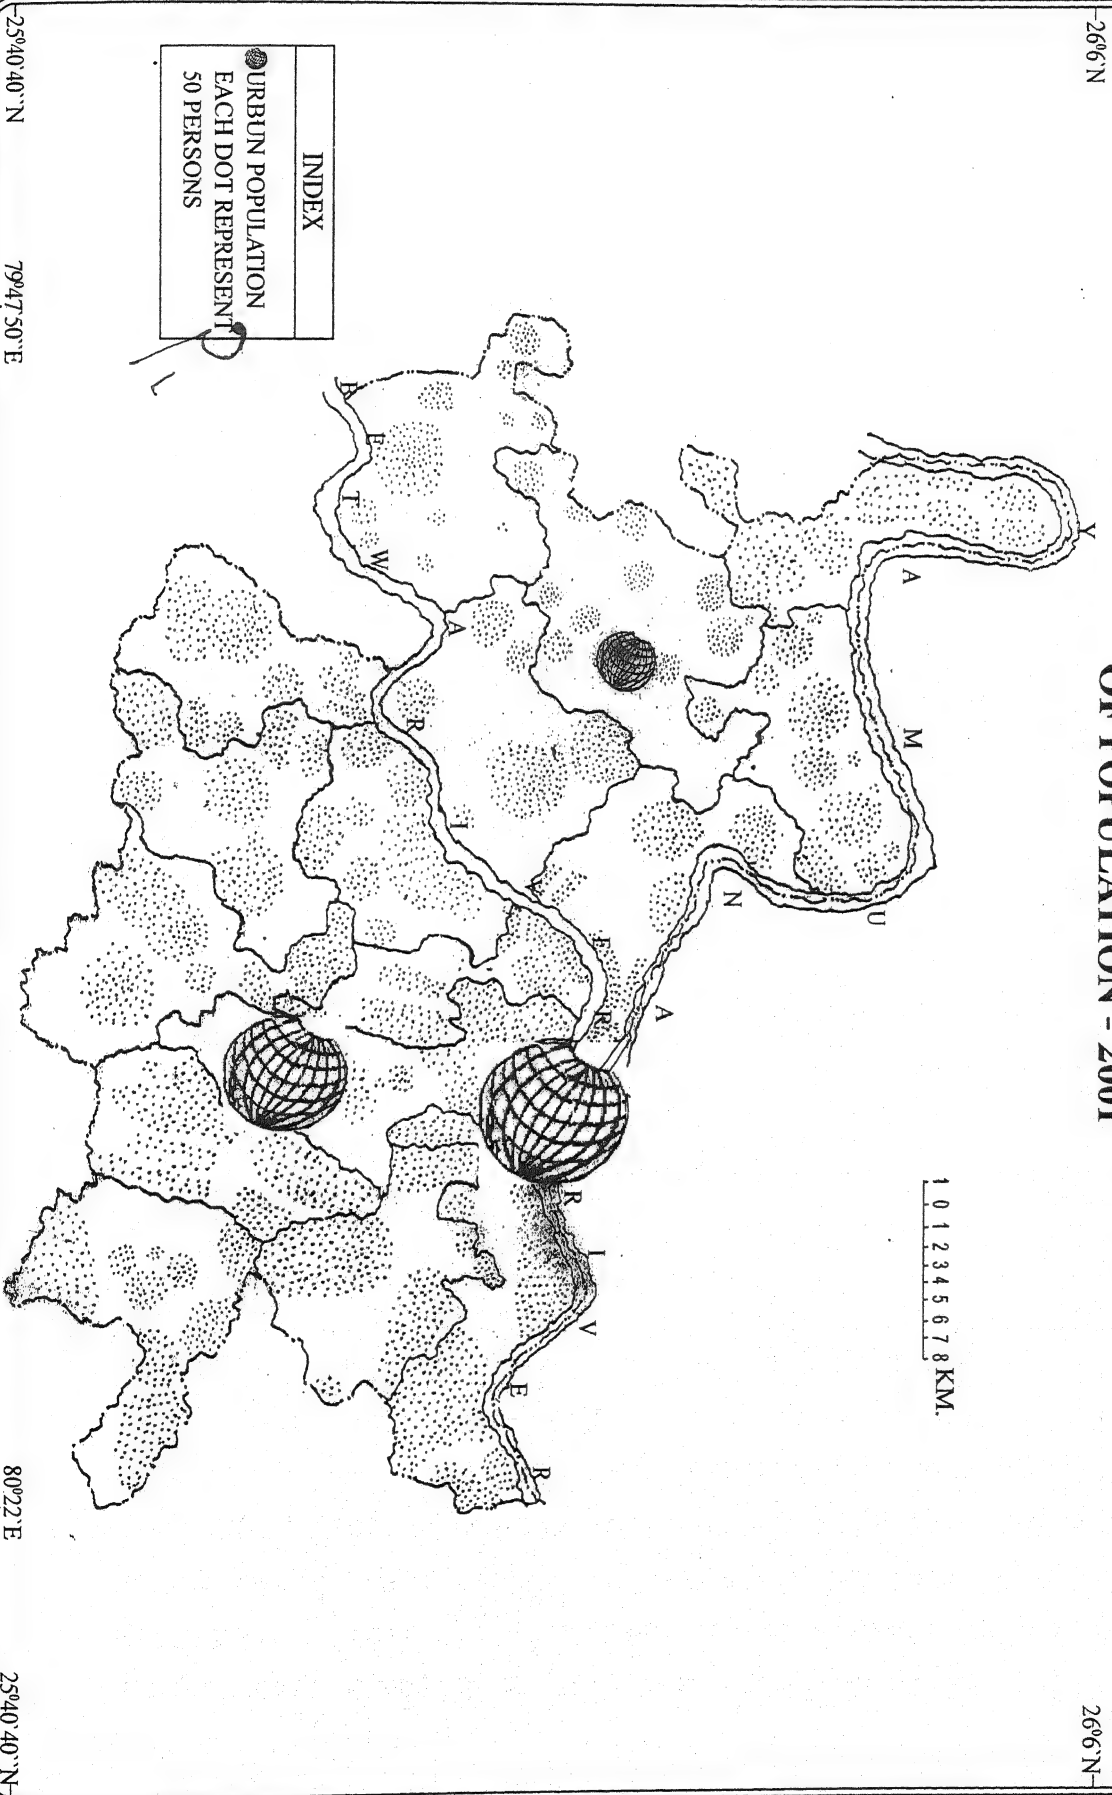 OF POPULATION - 2001
26°6'N
26°6'N
1 0 1 2 3 4 5 6 7 8 KM.
Y A M U N A R I V E R
B E T W A R I V E R
INDEX
URBUN POPULATION
EACH DOT REPRESENT
50 PERSONS
25°40'40"N
79°47'50"E
80°22'E
25°40'40"N